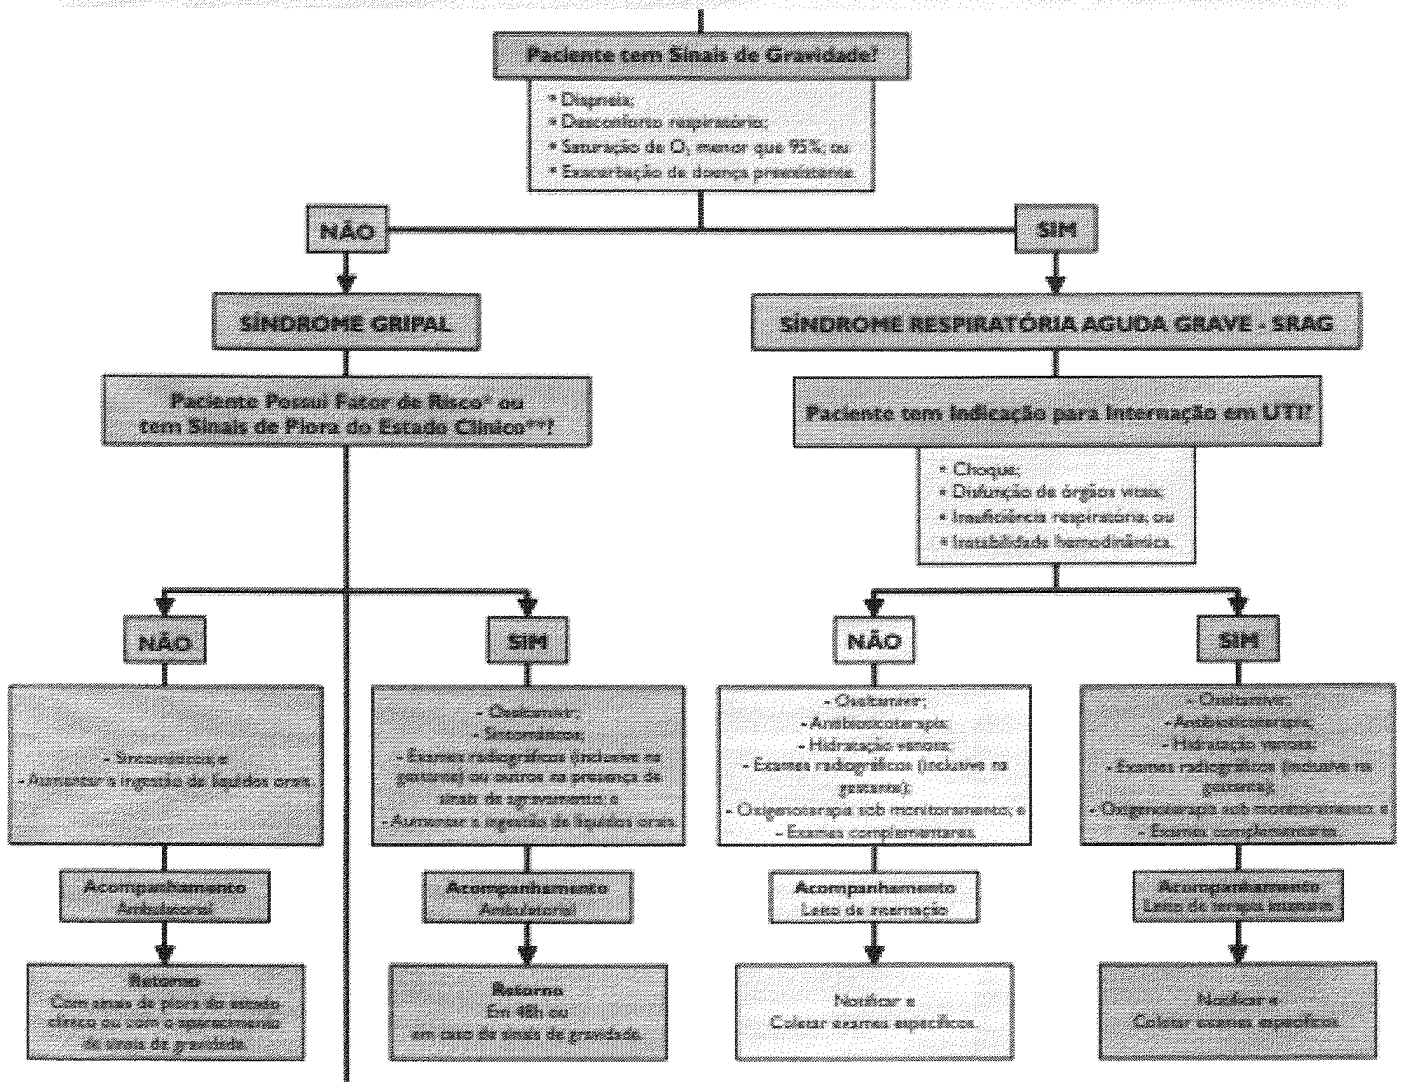 Paciente tem Sinais de Gravidade?
* Dispneia;
* Desconforto respiratório;
* Saturação de O₂ menor que 95%; ou
* Exacerbação de doença preexistente.
NÃO
SIM
SÍNDROME GRIPAL
SÍNDROME RESPIRATÓRIA AGUDA GRAVE - SRAG
Paciente Possui Fator de Risco* ou
tem Sinais de Piora do Estado Clínico**?
Paciente tem Indicação para Internação em UTI?
* Choque;
* Disfunção de órgãos vitais;
* Insuficiência respiratória; ou
* Instabilidade hemodinâmica.
NÃO
SIM
NÃO
SIM
- Sintomáticos; e
- Aumentar a ingestão de líquidos orais.
- Oseltamivir;
- Sintomáticos;
- Exames radiográficos (inclusive na
gestante) ou outros na presença de
sinais de agravamento; e
- Aumentar a ingestão de líquidos orais.
- Oseltamivir;
- Antibioticoterapia;
- Hidratação venosa;
- Exames radiográficos (inclusive na
gestante);
- Oxigenoterapia sob monitoramento; e
- Exames complementares.
- Oseltamivir;
- Antibioticoterapia;
- Hidratação venosa;
- Exames radiográficos (inclusive na
gestante);
- Oxigenoterapia sob monitoramento; e
- Exames complementares.
Acompanhamento
Ambulatorial
Acompanhamento
Ambulatorial
Acompanhamento
Leito de internação
Acompanhamento
Leito de terapia intensiva
Retorno
Com sinais de piora do estado
clínico ou com o aparecimento
de sinais de gravidade.
Retorno
Em 48h ou
em caso de sinais de gravidade.
Notificar e
Coletar exames específicos.
Notificar e
Coletar exames específicos.